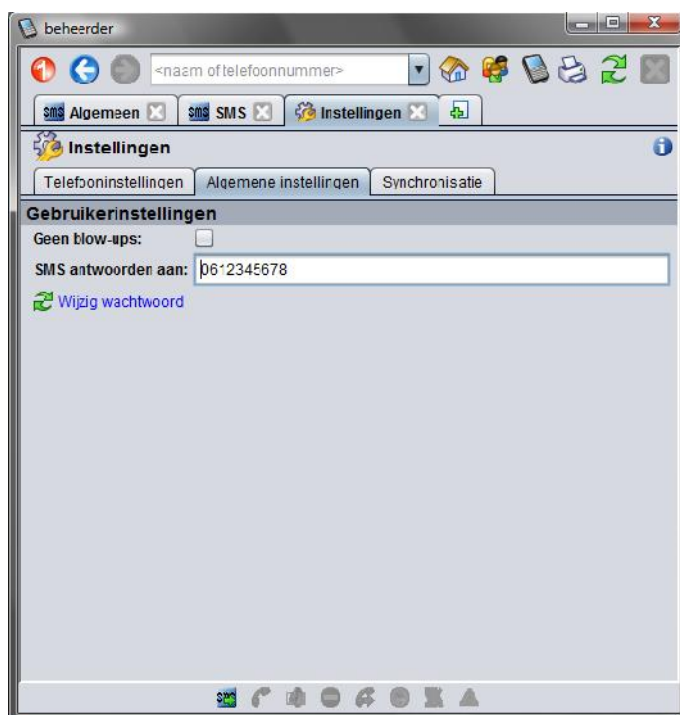 beheerder
<naam of telefoonnummer>
sms Algemeen sms SMS Instellingen
Instellingen
Telefooninstellingen Algemene instellingen Synchronisatie
Gebruikerinstellingen
Geen blow-ups:
SMS antwoorden aan: 0612345678
Wijzig wachtwoord
sms